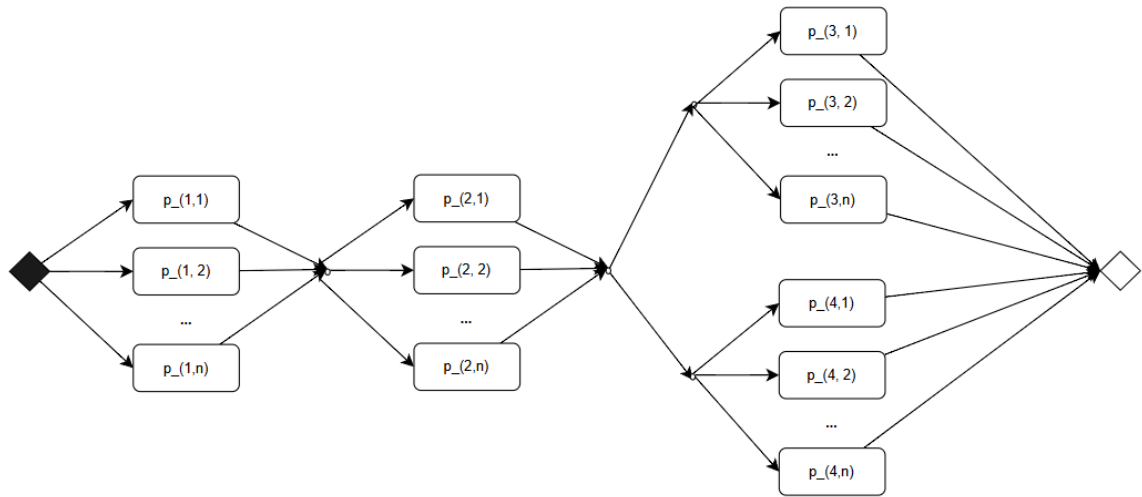 p_(1,1)
p_(1, 2)
...
p_(1,n)
p_(2,1)
p_(2, 2)
...
p_(2,n)
p_(3, 1)
p_(3, 2)
...
p_(3,n)
p_(4,1)
p_(4, 2)
...
p_(4,n)